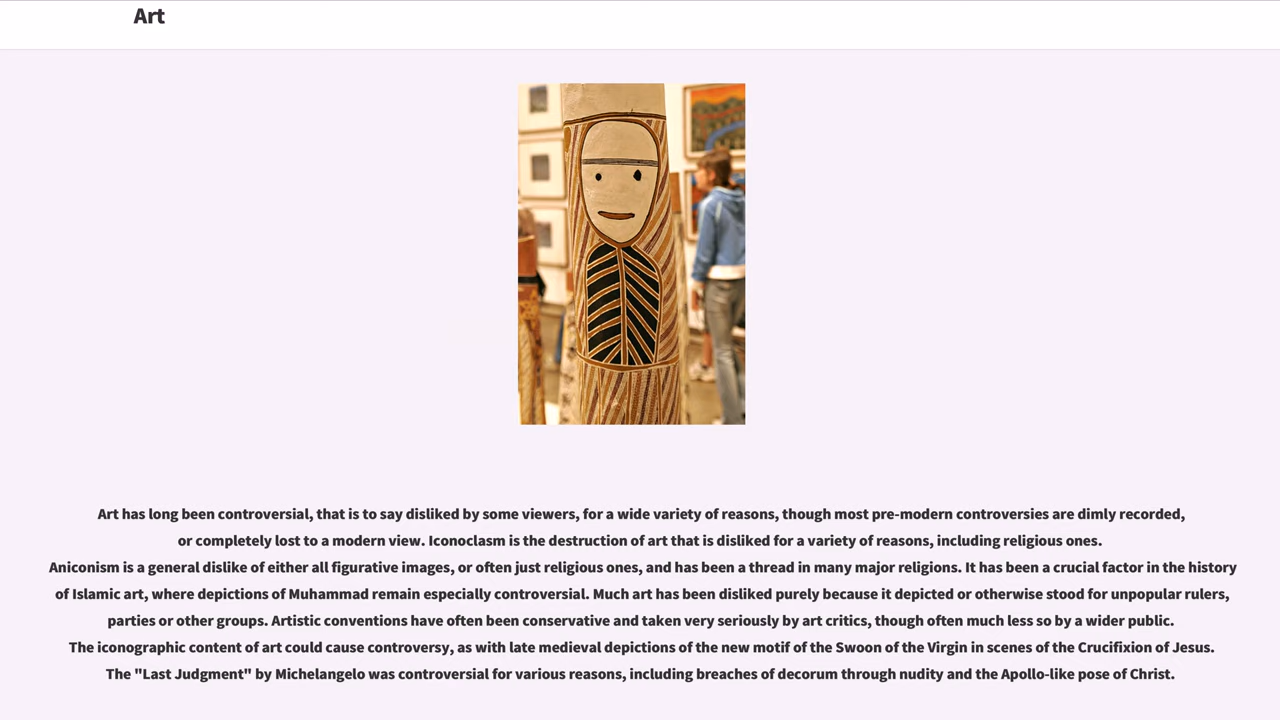 Art
Art has long been controversial, that is to say disliked by some viewers, for a wide variety of reasons, though most pre-modern controversies are dimly recorded,
or completely lost to a modern view. Iconoclasm is the destruction of art that is disliked for a variety of reasons, including religious ones.
Aniconism is a general dislike of either all figurative images, or often just religious ones, and has been a thread in many major religions. It has been a crucial factor in the history
of Islamic art, where depictions of Muhammad remain especially controversial. Much art has been disliked purely because it depicted or otherwise stood for unpopular rulers,
parties or other groups. Artistic conventions have often been conservative and taken very seriously by art critics, though often much less so by a wider public.
The iconographic content of art could cause controversy, as with late medieval depictions of the new motif of the Swoon of the Virgin in scenes of the Crucifixion of Jesus.
The "Last Judgment" by Michelangelo was controversial for various reasons, including breaches of decorum through nudity and the Apollo-like pose of Christ.